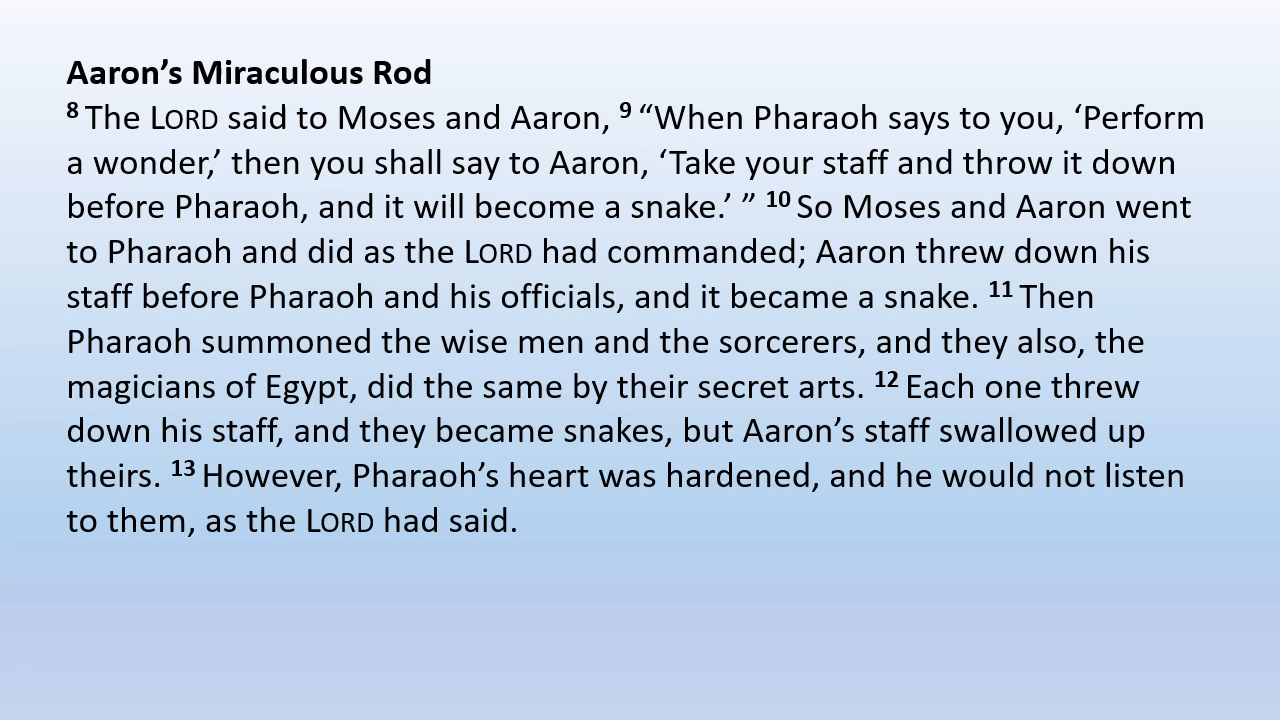 Aaron’s Miraculous Rod
8 The LORD said to Moses and Aaron, 9 “When Pharaoh says to you, ‘Perform
a wonder,’ then you shall say to Aaron, ‘Take your staff and throw it down
before Pharaoh, and it will become a snake.’ ” 10 So Moses and Aaron went
to Pharaoh and did as the LORD had commanded; Aaron threw down his
staff before Pharaoh and his officials, and it became a snake. 11 Then
Pharaoh summoned the wise men and the sorcerers, and they also, the
magicians of Egypt, did the same by their secret arts. 12 Each one threw
down his staff, and they became snakes, but Aaron’s staff swallowed up
theirs. 13 However, Pharaoh’s heart was hardened, and he would not listen
to them, as the LORD had said.